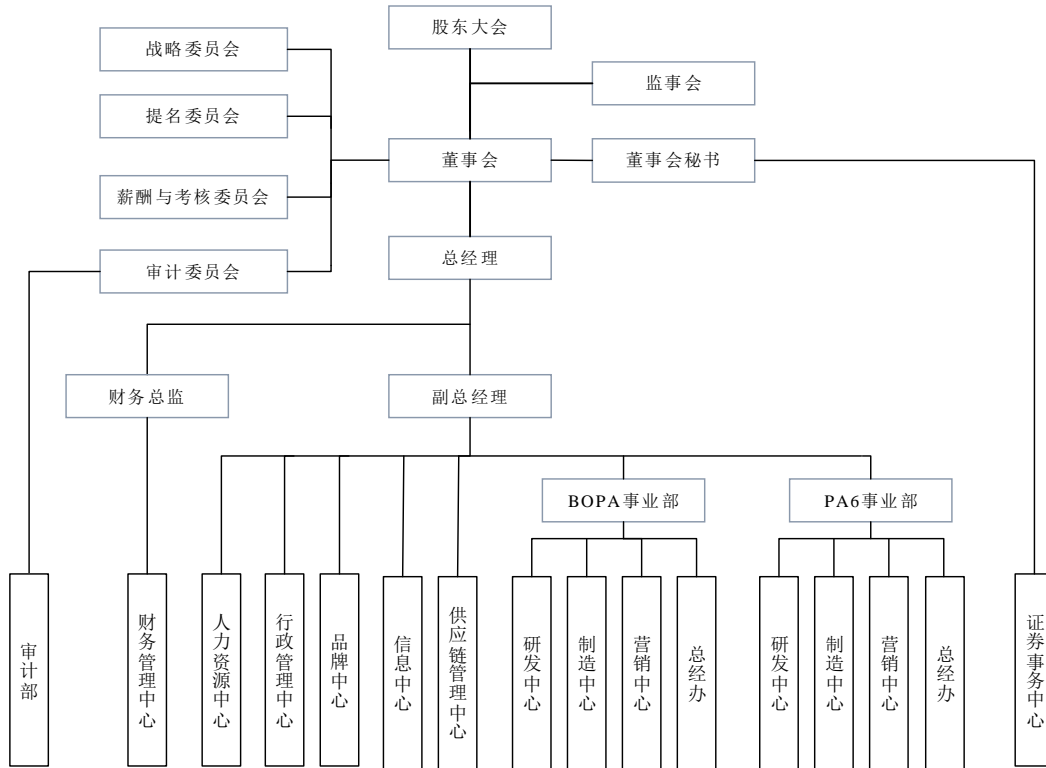 股东大会
战略委员会
监事会
提名委员会
董事会
董事会秘书
薪酬与考核委员会
总经理
审计委员会
财务总监
副总经理
BOPA事业部
PA6事业部
审计部
财务管理中心
人力资源中心
行政管理中心
品牌中心
信息中心
供应链管理中心
研发中心
制造中心
营销中心
总经办
研发中心
制造中心
营销中心
总经办
证券事务中心